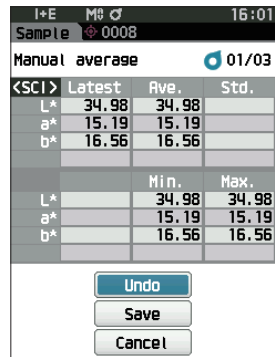 I+E M 16:01
Sample 0008
Manual average 01/03
<SCI> Latest Ave. Std.
L* 34.98 34.98
a* 15.19 15.19
b* 16.56 16.56
Min. Max.
L* 34.98 34.98
a* 15.19 15.19
b* 16.56 16.56
Undo
Save
Cancel